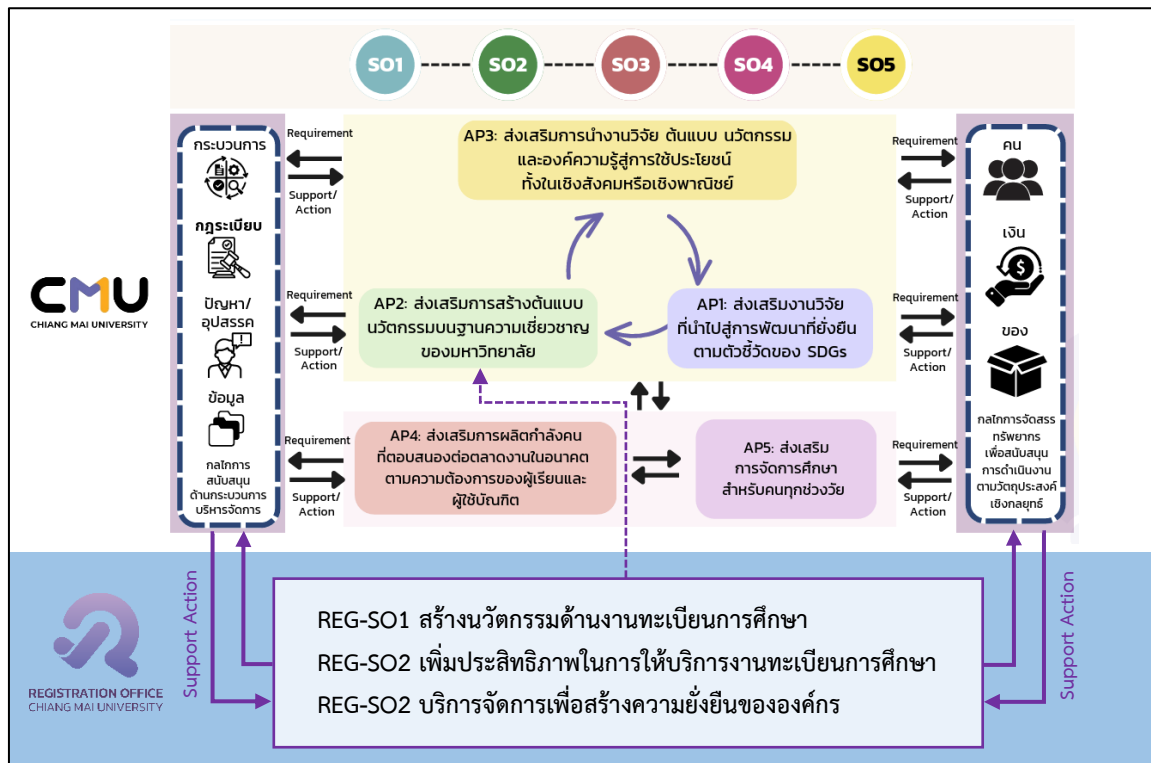 SO1
SO2
SO3
SO4
SO5
กระบวนการ
กฎระเบียบ
ปัญหา/
อุปสรรค
ข้อมูล
กลไกการ
สนับสนุน
ด้านกระบวนการ
บริหารจัดการ
Requirement
Support/
Action
AP3: ส่งเสริมการนำงานวิจัย ต้นแบบ นวัตกรรม
และองค์ความรู้สู่การใช้ประโยชน์
ทั้งในเชิงสังคมหรือเชิงพาณิชย์
Requirement
Support/
Action
คน
เงิน
ของ
กลไกการจัดสรร
ทรัพยากร
เพื่อสนับสนุน
การดำเนินงาน
ตามวัตถุประสงค์
เชิงกลยุทธ์
CMU
CHIANG MAI UNIVERSITY
Requirement
Support/
Action
AP2: ส่งเสริมการสร้างต้นแบบ
นวัตกรรมบนฐานความเชี่ยวชาญ
ของมหาวิทยาลัย
AP1: ส่งเสริมงานวิจัย
ที่นำไปสู่การพัฒนาที่ยั่งยืน
ตามตัวชี้วัดของ SDGs
Requirement
Support/
Action
Requirement
Support/
Action
AP4: ส่งเสริมการผลิตกำลังคน
ที่ตอบสนองต่อตลาดงานในอนาคต
ตามความต้องการของผู้เรียนและ
ผู้ใช้บัณฑิต
AP5: ส่งเสริม
การจัดการศึกษา
สำหรับคนทุกช่วงวัย
Requirement
Support/
Action
REGISTRATION OFFICE
CHIANG MAI UNIVERSITY
Support Action
REG-SO1 สร้างนวัตกรรมด้านงานทะเบียนการศึกษา
REG-SO2 เพิ่มประสิทธิภาพในการให้บริการงานทะเบียนการศึกษา
REG-SO2 บริการจัดการเพื่อสร้างความยั่งยืนขององค์กร
Support Action